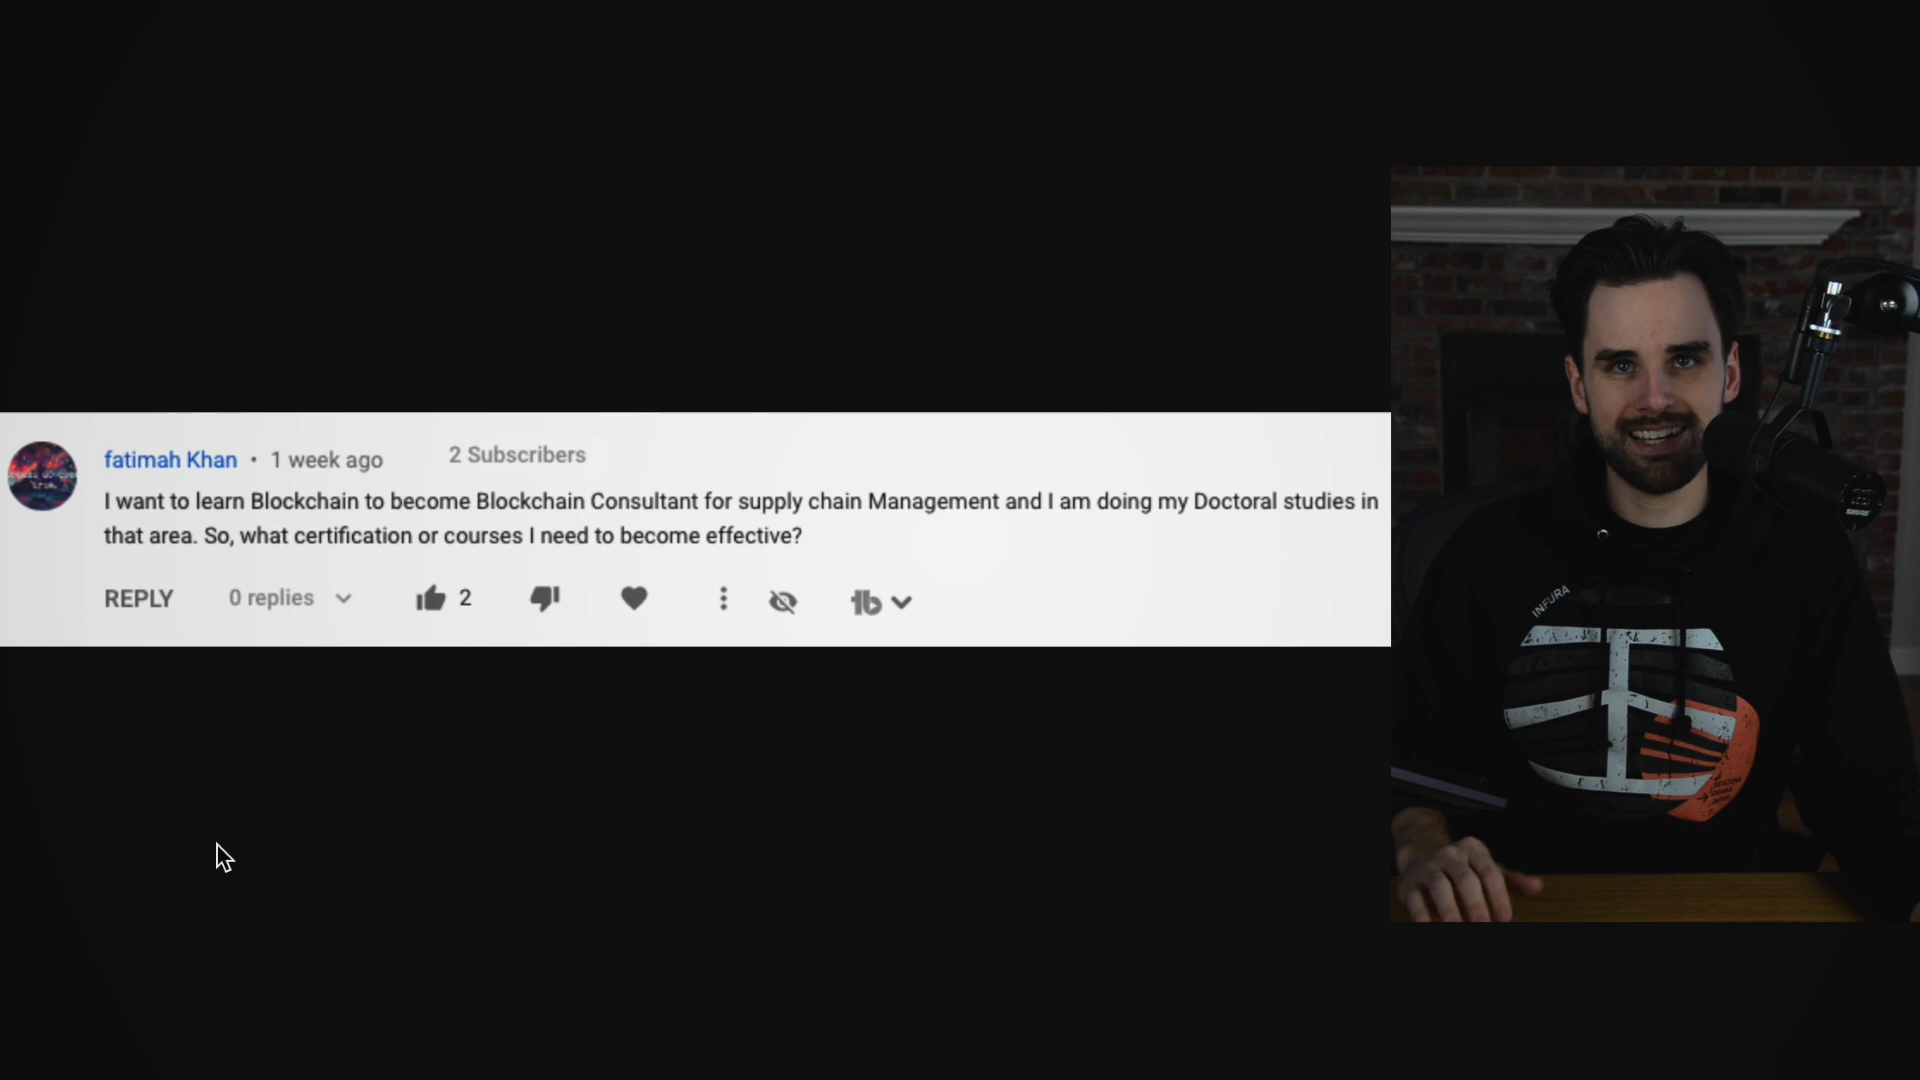 fatimah Khan • 1 week ago 2 Subscribers
I want to learn Blockchain to become Blockchain Consultant for supply chain Management and I am doing my Doctoral studies in
that area. So, what certification or courses I need to become effective?
REPLY 0 replies 2
INFURA
SHURE